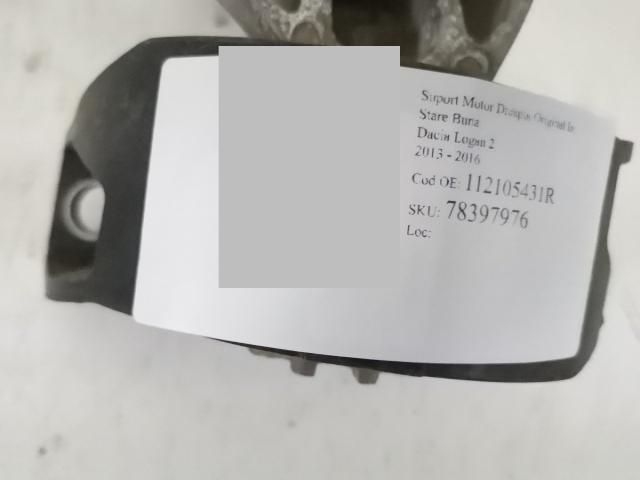 Suport Motor Dreapta Original In
Stare Buna
Dacia Logan 2
2013 - 2016
Cod OE: 112105431R
SKU: 78397976
Loc: